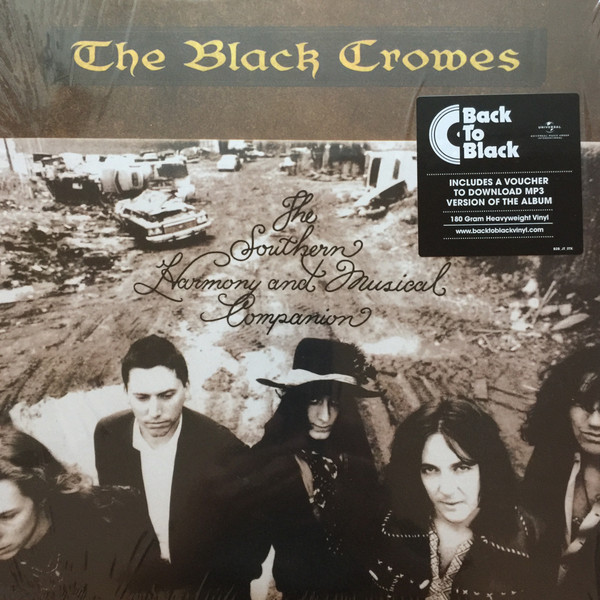 The Black Crowes
Back
To
Black
UNIVERSAL
INCLUDES A VOUCHER
TO DOWNLOAD MP3
VERSION OF THE ALBUM
180 Gram Heavyweight Vinyl
www.backtoblackvinyl.com
The
Southern
Harmony and Musical
Companion